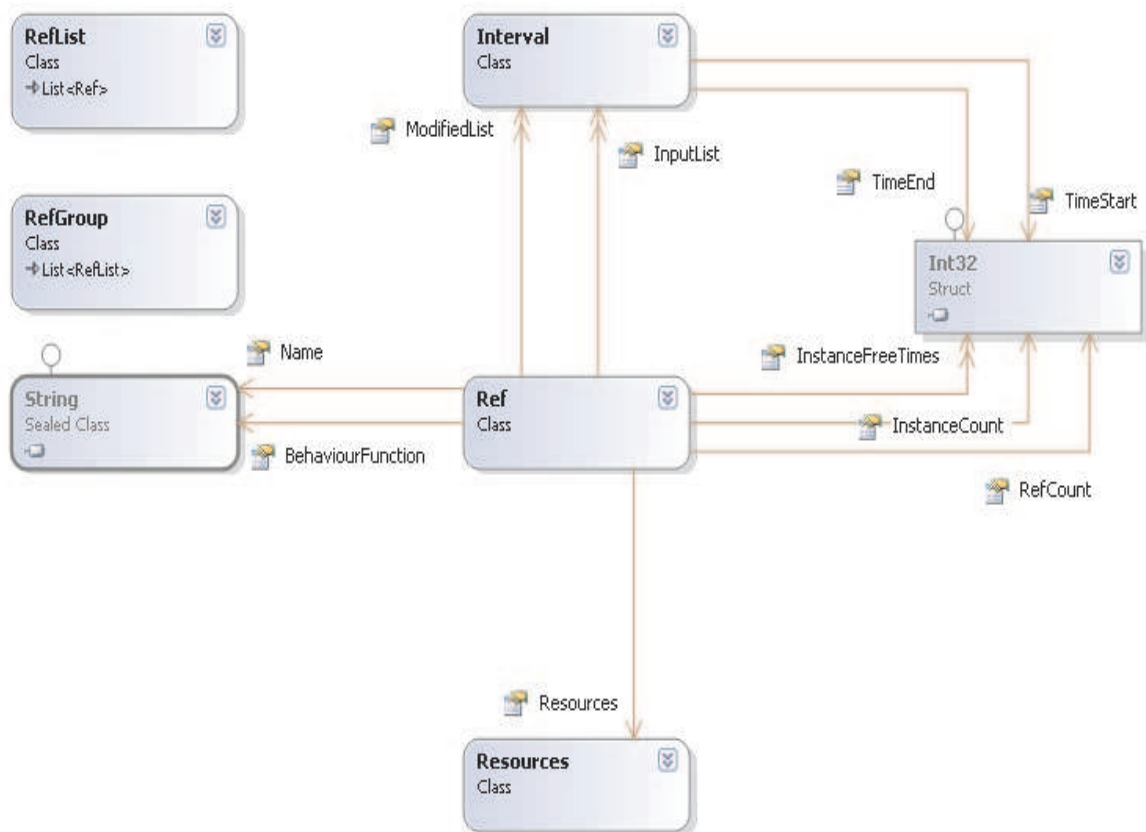 RefList
Class
List<Ref>
Interval
Class
ModifiedList
InputList
TimeEnd
TimeStart
RefGroup
Class
List<RefList>
Int32
Struct
Name
InstanceFreeTimes
String
Sealed Class
Ref
Class
InstanceCount
BehaviourFunction
RefCount
Resources
Resources
Class